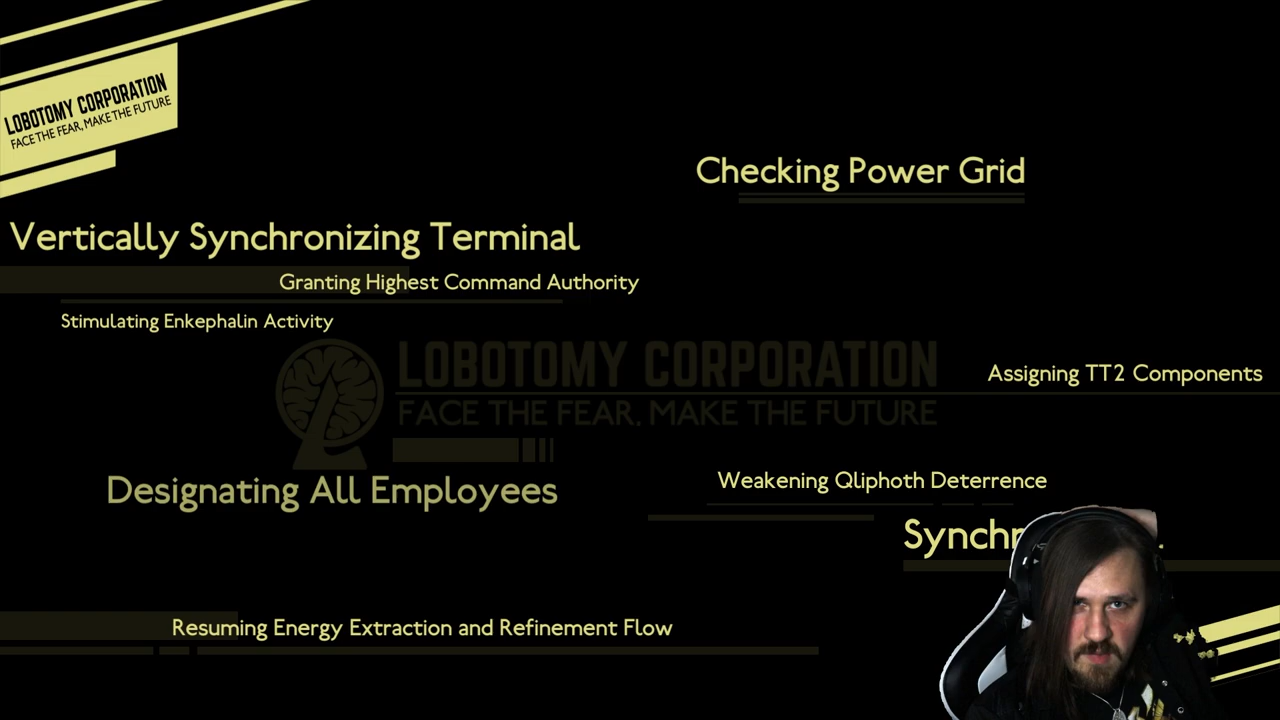 LOBOTOMY CORPORATION
FACE THE FEAR, MAKE THE FUTURE
Checking Power Grid
Vertically Synchronizing Terminal
Granting Highest Command Authority
Stimulating Enkephalin Activity
LOBOTOMY CORPORATION
FACE THE FEAR, MAKE THE FUTURE
Assigning TT2 Components
Weakening Qliphoth Deterrence
Designating All Employees
Resuming Energy Extraction and Refinement Flow